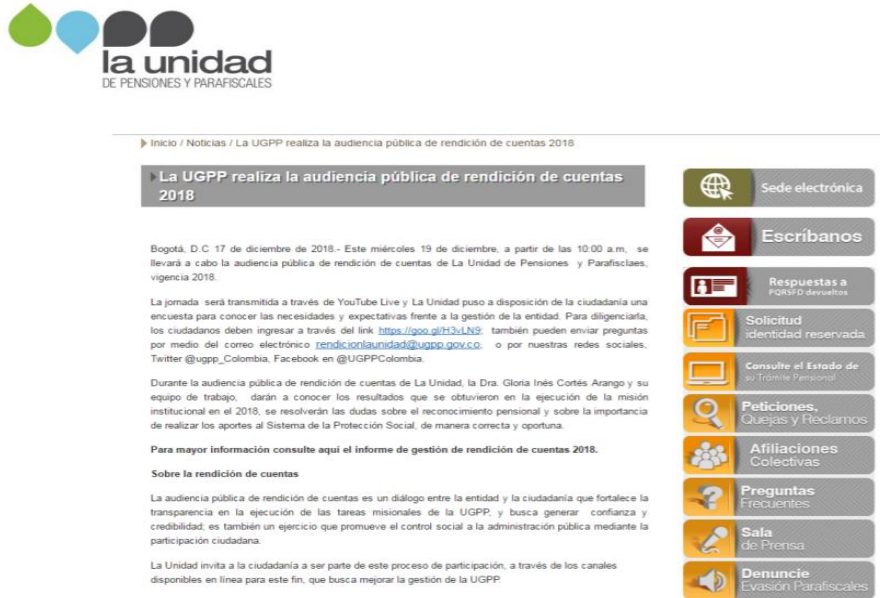 la unidad
DE PENSIONES Y PARAFISCALES
Inicio / Noticias / La UGPP realiza la audiencia pública de rendición de cuentas 2018
La UGPP realiza la audiencia pública de rendición de cuentas
2018
Bogotá, D.C 17 de diciembre de 2018.- Este miércoles 19 de diciembre, a partir de las 10:00 a.m, se
llevará a cabo la audiencia pública de rendición de cuentas de La Unidad de Pensiones y Parafisclaes,
vigencia 2018.
La jornada será transmitida a través de YouTube Live y La Unidad puso a disposición de la ciudadanía una
encuesta para conocer las necesidades y expectativas frente a la gestión de la entidad. Para diligenciarla,
los ciudadanos deben ingresar a través del link https://goo.gl/H3vLN9; también pueden enviar preguntas
por medio del correo electrónico rendicionlaunidad@ugpp.gov.co, o por nuestras redes sociales,
Twitter @ugpp_Colombia, Facebook en @UGPPColombia.
Durante la audiencia pública de rendición de cuentas de La Unidad, la Dra. Gloria Inés Cortés Arango y su
equipo de trabajo, darán a conocer los resultados que se obtuvieron en la ejecución de la misión
institucional en el 2018, se resolverán las dudas sobre el reconocimiento pensional y sobre la importancia
de realizar los aportes al Sistema de la Protección Social, de manera correcta y oportuna.
Para mayor información consulte aquí el informe de gestión de rendición de cuentas 2018.
Sobre la rendición de cuentas
La audiencia pública de rendición de cuentas es un diálogo entre la entidad y la ciudadanía que fortalece la
transparencia en la ejecución de las tareas misionales de la UGPP, y busca generar confianza y
credibilidad; es también un ejercicio que promueve el control social a la administración pública mediante la
participación ciudadana.
La Unidad invita a la ciudadanía a ser parte de este proceso de participación, a través de los canales
disponibles en línea para este fin, que busca mejorar la gestión de la UGPP.
Sede electrónica
Escríbanos
Respuestas a
PQRSFD devueltos
Solicitud
identidad reservada
Consulte el Estado de
su Trámite Pensional
Peticiones,
Quejas y Reclamos
Afiliaciones
Colectivas
Preguntas
Frecuentes
Sala
de Prensa
Denuncie
Evasión Parafiscales